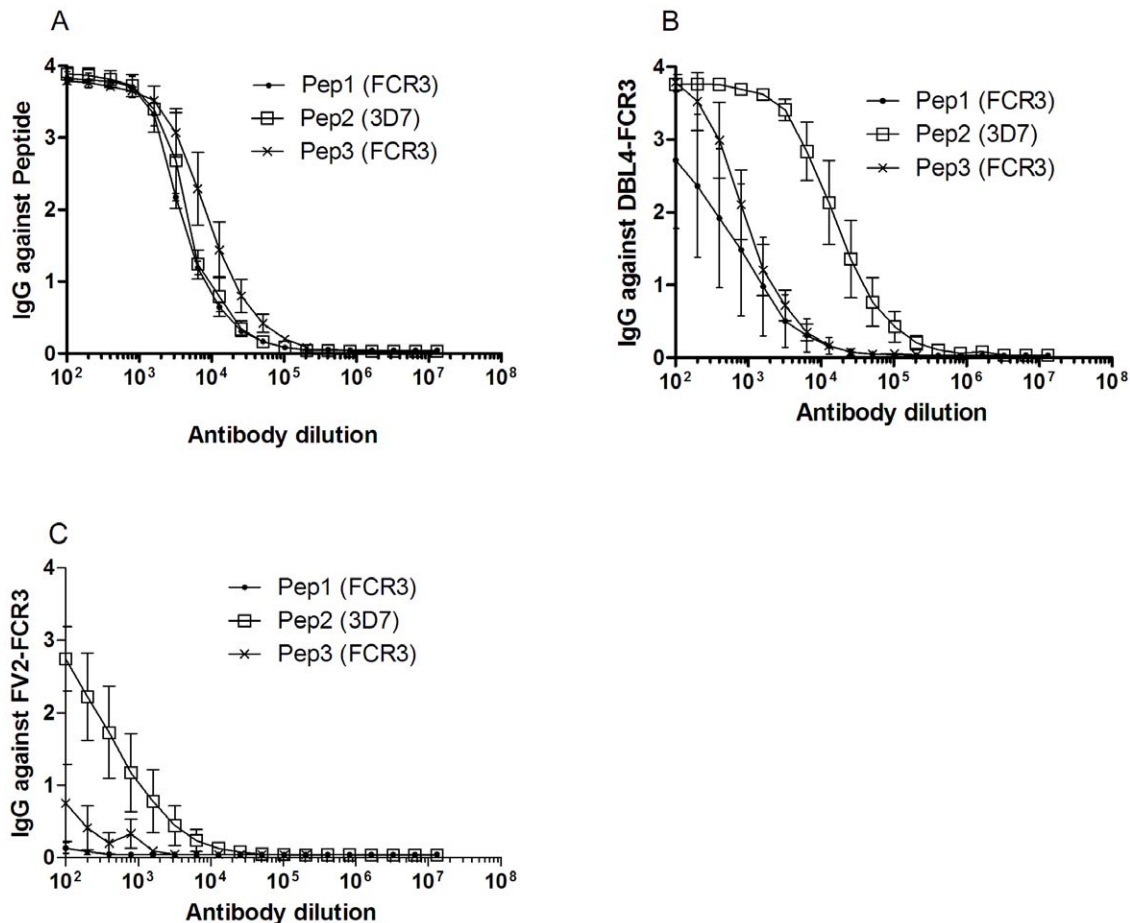 A
IgG against Peptide
4
3
2
1
0
Pep1 (FCR3)
Pep2 (3D7)
Pep3 (FCR3)
10² 10³ 10⁴ 10⁵ 10⁶ 10⁷ 10⁸
Antibody dilution
B
IgG against DBL4-FCR3
4
3
2
1
0
Pep1 (FCR3)
Pep2 (3D7)
Pep3 (FCR3)
10² 10³ 10⁴ 10⁵ 10⁶ 10⁷ 10⁸
Antibody dilution
C
IgG against FV2-FCR3
4
3
2
1
0
Pep1 (FCR3)
Pep2 (3D7)
Pep3 (FCR3)
10² 10³ 10⁴ 10⁵ 10⁶ 10⁷ 10⁸
Antibody dilution